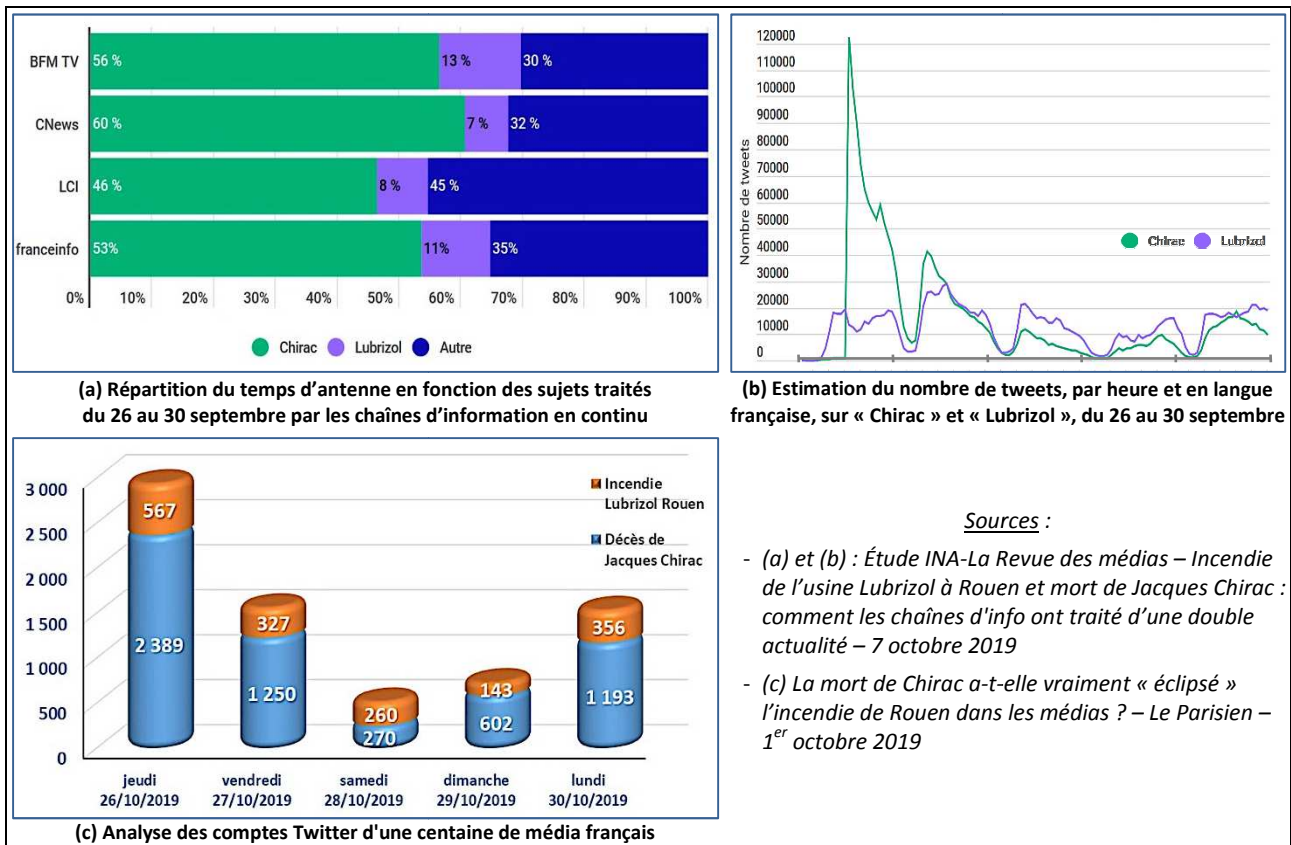 BFM TV 56 % 13 % 30 %
CNews 60 % 7 % 32 %
LCI 46 % 8 % 45 %
franceinfo 53% 11% 35%
0% 10% 20% 30% 40% 50% 60% 70% 80% 90% 100%
Chirac Lubrizol Autre
(a) Répartition du temps d'antenne en fonction des sujets traités
du 26 au 30 septembre par les chaînes d'information en continu
Nombre de tweets
120000
110000
100000
90000
80000
70000
60000
50000
40000
30000
20000
10000
0
Chirac Lubrizol
(b) Estimation du nombre de tweets, par heure et en langue
française, sur « Chirac » et « Lubrizol », du 26 au 30 septembre
3 000
2 500
2 000
1 500
1 000
500
0
Incendie
Lubrizol Rouen
Décès de
Jacques Chirac
567
2 389
327
1 250
260
270
143
602
356
1 193
jeudi vendredi samedi dimanche lundi
26/10/2019 27/10/2019 28/10/2019 29/10/2019 30/10/2019
(c) Analyse des comptes Twitter d'une centaine de média français
Sources :
- (a) et (b) : Étude INA-La Revue des médias – Incendie
de l'usine Lubrizol à Rouen et mort de Jacques Chirac :
comment les chaînes d'info ont traité d'une double
actualité – 7 octobre 2019
- (c) La mort de Chirac a-t-elle vraiment « éclipsé »
l'incendie de Rouen dans les médias ? – Le Parisien –
1er octobre 2019